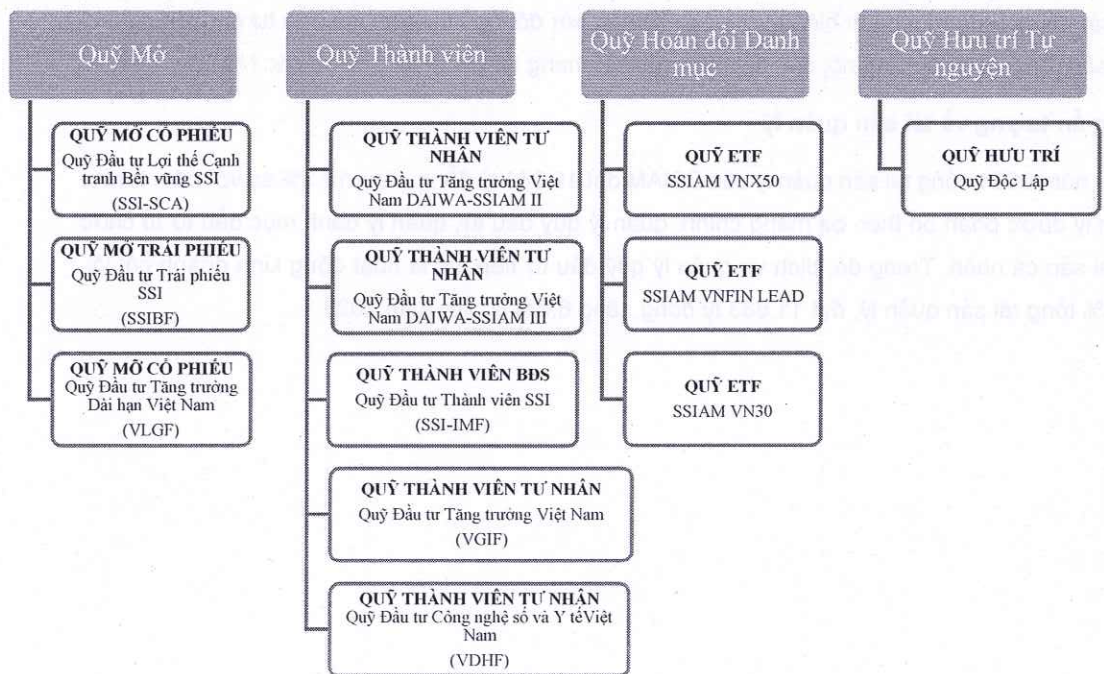 Quỹ Mở
QUỸ MỞ CỔ PHIẾU
Quỹ Đầu tư Lợi thế Cạnh
tranh Bền vững SSI
(SSI-SCA)
QUỸ MỞ TRÁI PHIẾU
Quỹ Đầu tư Trái phiếu
SSI
(SSIBF)
QUỸ MỞ CỔ PHIẾU
Quỹ Đầu tư Tăng trưởng
Dài hạn Việt Nam
(VLGF)
Quỹ Thành viên
QUỸ THÀNH VIÊN TƯ
NHÂN
Quỹ Đầu tư Tăng trưởng Việt
Nam DAIWA-SSIAM II
QUỸ THÀNH VIÊN TƯ
NHÂN
Quỹ Đầu tư Tăng trưởng Việt
Nam DAIWA-SSIAM III
QUỸ THÀNH VIÊN BĐS
Quỹ Đầu tư Thành viên SSI
(SSI-IMF)
QUỸ THÀNH VIÊN TƯ NHÂN
Quỹ Đầu tư Tăng trưởng Việt Nam
(VGIF)
QUỸ THÀNH VIÊN TƯ NHÂN
Quỹ Đầu tư Công nghệ số và Y tếViệt
Nam
(VDHF)
Quỹ Hoán đổi Danh
mục
QUỸ ETF
SSIAM VNX50
QUỸ ETF
SSIAM VNFIN LEAD
QUỸ ETF
SSIAM VN30
Quỹ Hưu trí Tự
nguyện
QUỸ HƯU TRÍ
Quỹ Độc Lập